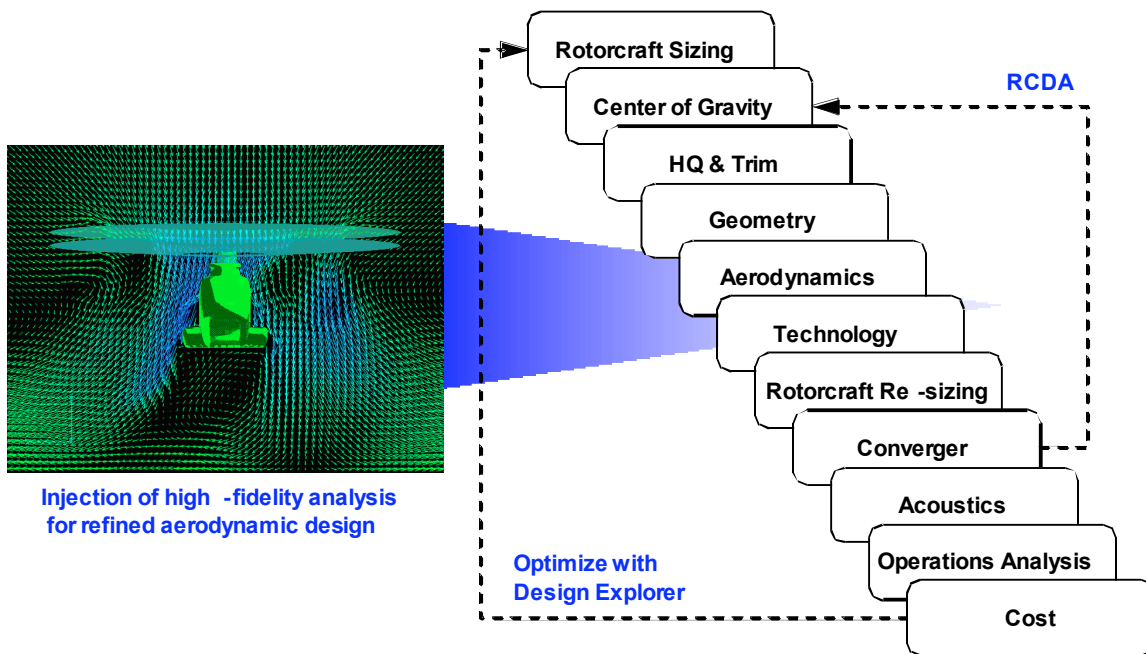 Rotorcraft Sizing
Center of Gravity
RCDA
HQ & Trim
Geometry
Aerodynamics
Technology
Rotorcraft Re -sizing
Converger
Acoustics
Operations Analysis
Cost
Injection of high -fidelity analysis
for refined aerodynamic design
Optimize with
Design Explorer